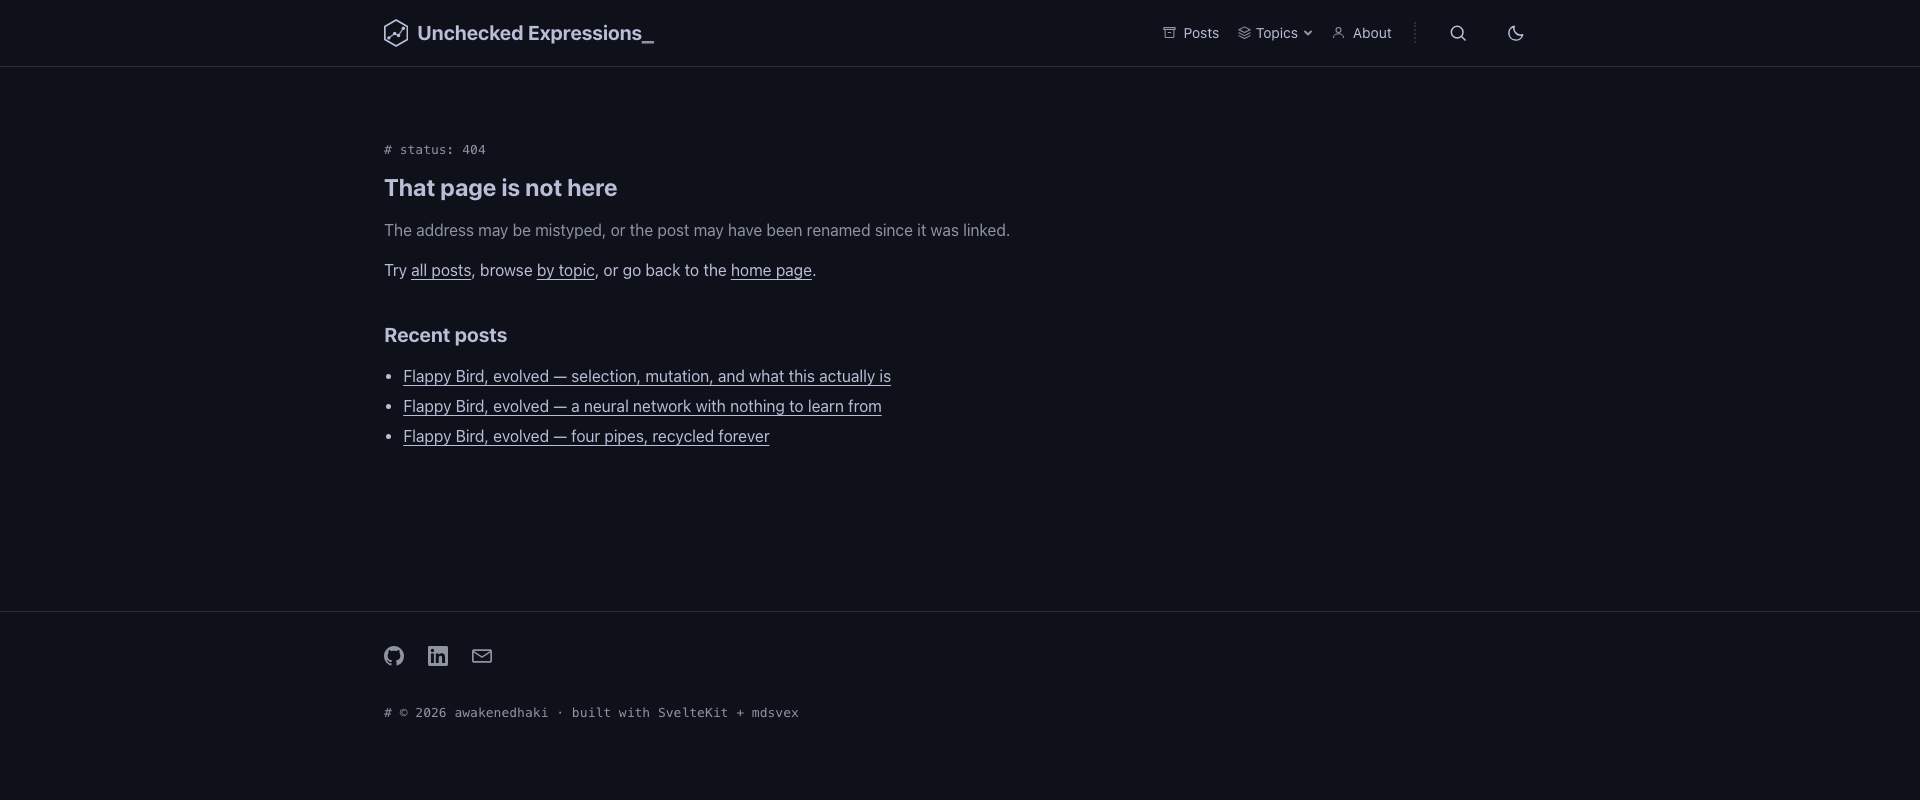 Unchecked Expressions_
Posts
Topics
About
# status: 404
That page is not here
The address may be mistyped, or the post may have been renamed since it was linked.
Try all posts, browse by topic, or go back to the home page.
Recent posts
Flappy Bird, evolved — selection, mutation, and what this actually is
Flappy Bird, evolved — a neural network with nothing to learn from
Flappy Bird, evolved — four pipes, recycled forever
# © 2026 awakenedhaki · built with SvelteKit + mdsvex